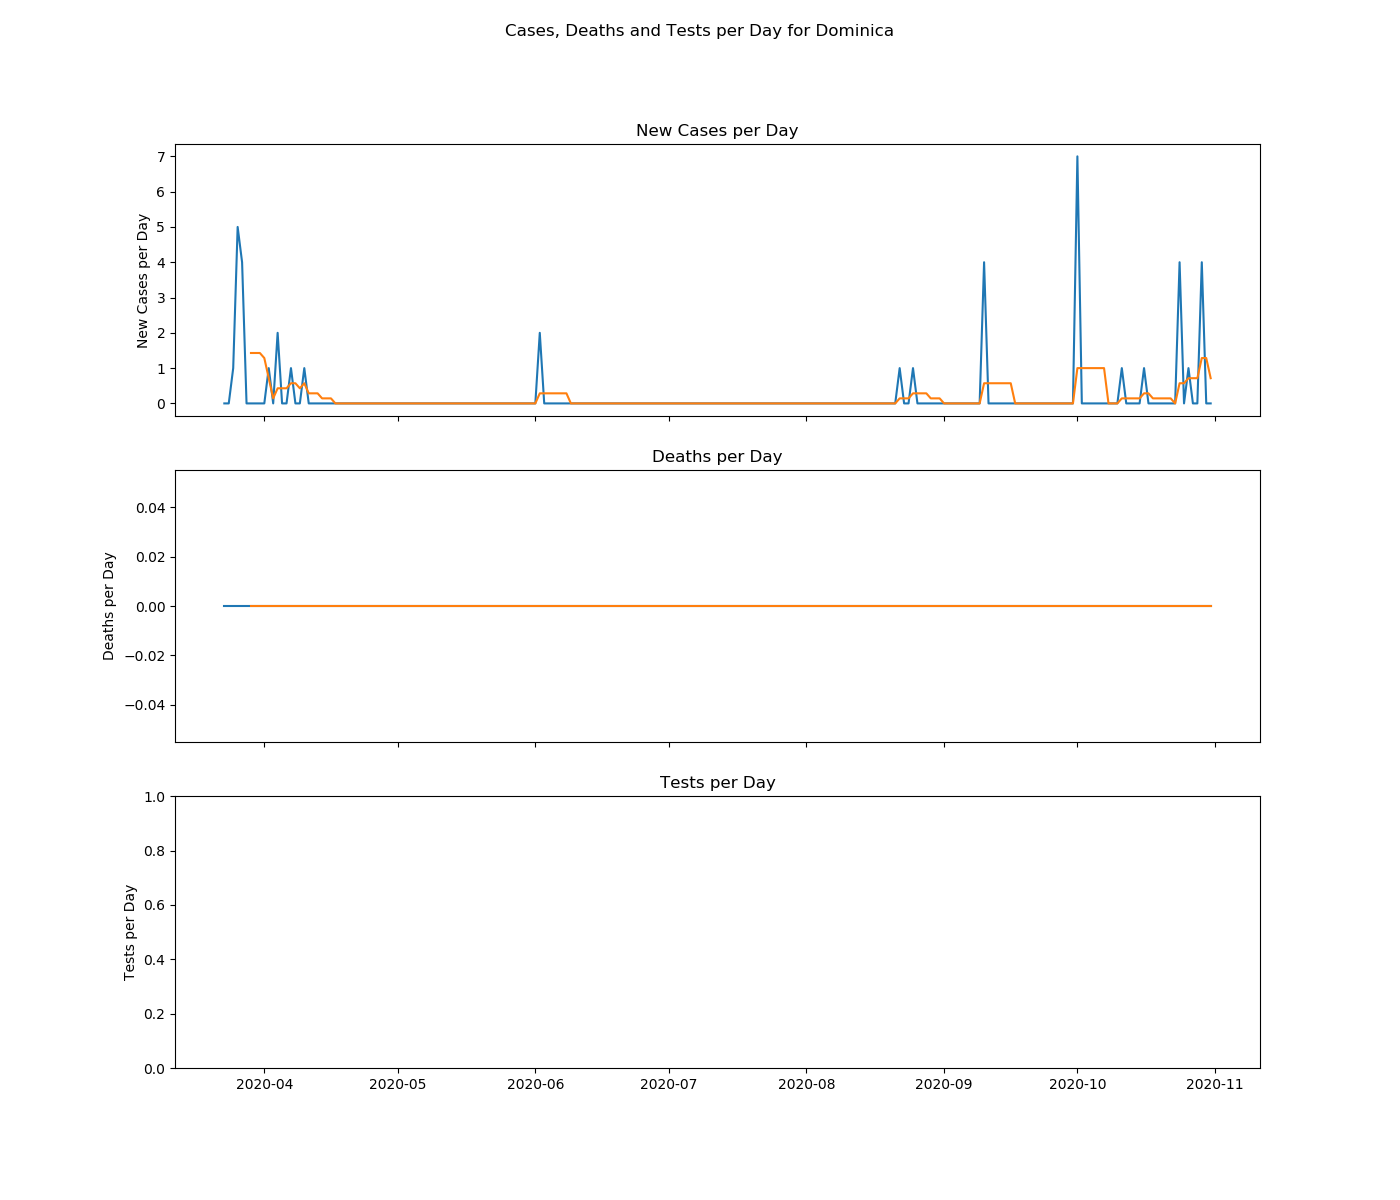 Cases, Deaths and Tests per Day for Dominica
New Cases per Day
7
6
5
4
3
2
1
0
New Cases per Day
Deaths per Day
0.04
0.02
0.00
−0.02
−0.04
Deaths per Day
Tests per Day
1.0
0.8
0.6
0.4
0.2
0.0
Tests per Day
2020-04 2020-05 2020-06 2020-07 2020-08 2020-09 2020-10 2020-11